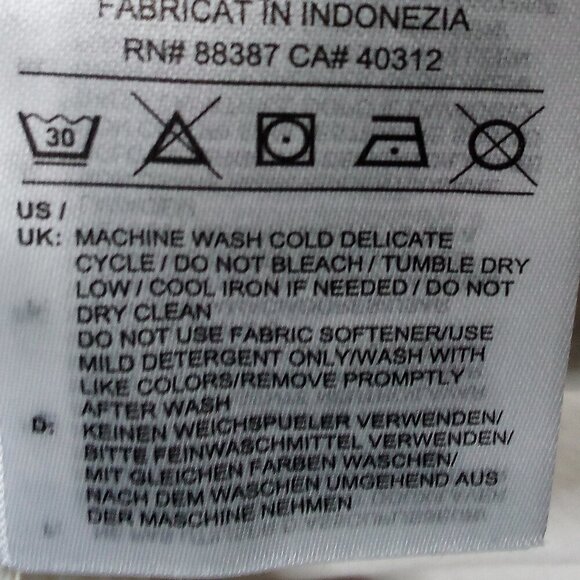 FABRICAT IN INDONEZIA
RN# 88387 CA# 40312
30
US /
UK: MACHINE WASH COLD DELICATE
CYCLE / DO NOT BLEACH / TUMBLE DRY
LOW / COOL IRON IF NEEDED / DO NOT
DRY CLEAN
DO NOT USE FABRIC SOFTENER/USE
MILD DETERGENT ONLY/WASH WITH
LIKE COLORS/REMOVE PROMPTLY
AFTER WASH
D: KEINEN WEICHSPUELER VERWENDEN/
BITTE FEINWASCHMITTEL VERWENDEN/
MIT GLEICHEN FARBEN WASCHEN/
NACH DEM WASCHEN UMGEHEND AUS
DER MASCHINE NEHMEN